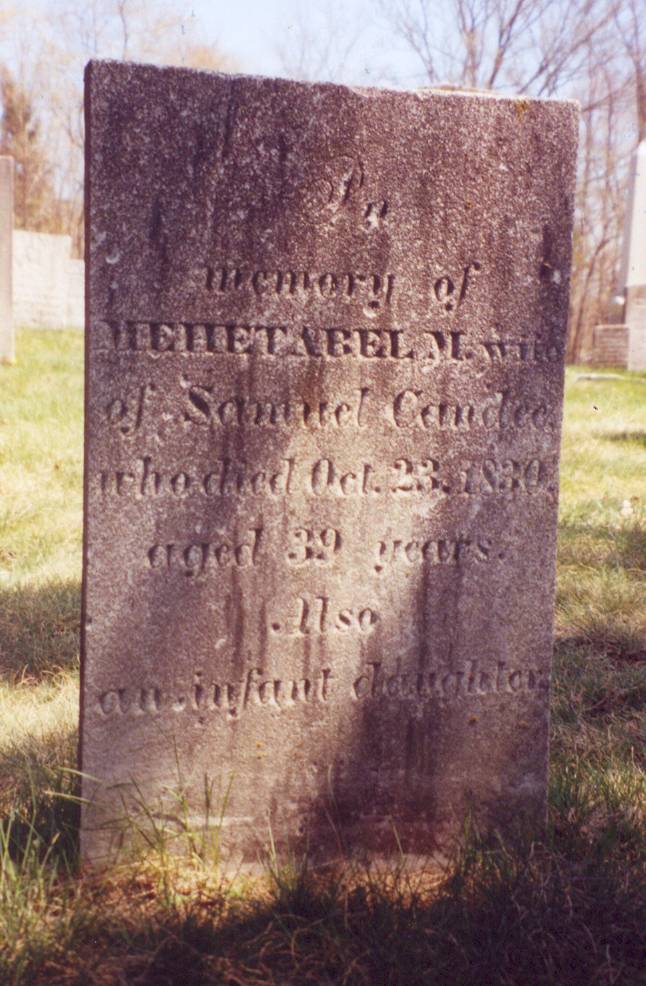 In
memory of
MEHETABEL M. wife
of Samuel Candee,
who died Oct. 23, 1830,
aged 39 years.
Also
an infant daughter.